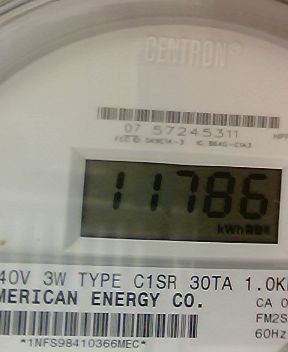 CENTRON®
07 57245311
11786
kWh
40V 3W TYPE C1SR 30TA 1.0K
MERICAN ENERGY CO.
CA 0
FM2S
60Hz
*1NFS98410366MEC*